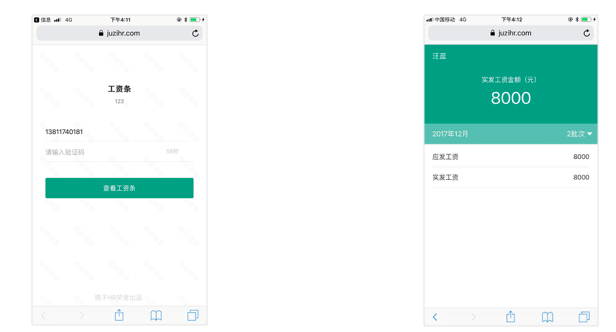 信息 4G 下午4:11
juzihr.com
工资条
123
13811740181
请输入验证码 58秒
查看工资条
橘子HR荣誉出品
中国移动 4G 下午4:12
juzihr.com
汪蓝
实发工资金额（元）
8000
2017年12月 2批次
应发工资 8000
实发工资 8000